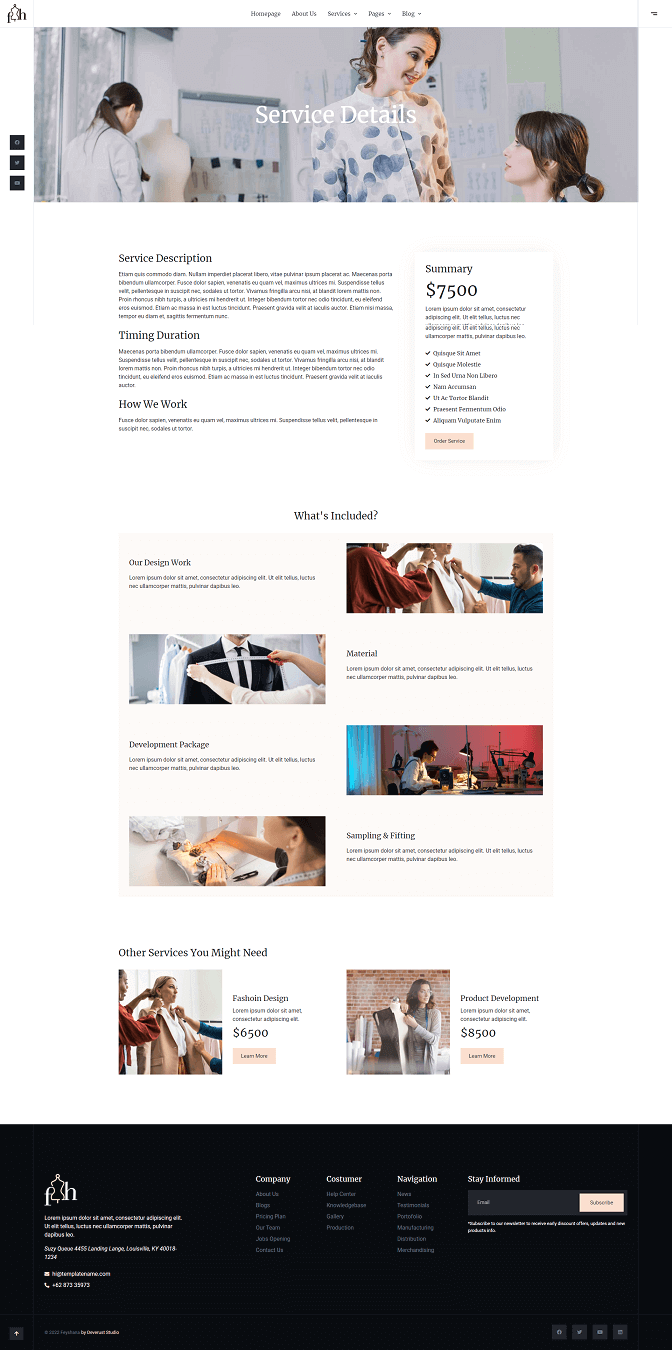 fsh
Homepage About Us Services Pages Blog
Service Details
Service Description
Etiam quis commodo diam. Nullam imperdiet placerat libero, vitae pulvinar ipsum placerat ac. Maecenas porta
bibendum ullamcorper. Fusce dolor sapien, venenatis eu quam vel, maximus ultrices mi. Suspendisse tellus
velit, pellentesque in suscipit nec, sodales ut tortor. Vivamus fringilla arcu nisi, at blandit lorem mattis non.
Proin rhoncus nibh turpis, a ultricies mi hendrerit ut. Integer bibendum tortor nec odio tincidunt, eu eleifend
eros euismod. Etiam ac massa in est luctus tincidunt. Praesent gravida velit at iaculis auctor. Etiam nisi massa,
tempor eu diam et, sagittis fermentum nunc.
Timing Duration
Maecenas porta bibendum ullamcorper. Fusce dolor sapien, venenatis eu quam vel, maximus ultrices mi.
Suspendisse tellus velit, pellentesque in suscipit nec, sodales ut tortor. Vivamus fringilla arcu nisi, at blandit
lorem mattis non. Proin rhoncus nibh turpis, a ultricies mi hendrerit ut. Integer bibendum tortor nec odio
tincidunt, eu eleifend eros euismod. Etiam ac massa in est luctus tincidunt. Praesent gravida velit at iaculis
auctor.
How We Work
Fusce dolor sapien, venenatis eu quam vel, maximus ultrices mi. Suspendisse tellus velit, pellentesque in
suscipit nec, sodales ut tortor.
Summary
$7500
Lorem ipsum dolor sit amet, consectetur
adipiscing elit. Ut elit tellus, luctus nec
adipiscing elit. Ut elit tellus, luctus nec
ullamcorper mattis, pulvinar dapibus leo.
Quisque Sit Amet
Quisque Molestie
In Sed Urna Non Libero
Nam Accumsan
Ut Ac Tortor Blandit
Praesent Fermentum Odio
Aliquam Vulputate Enim
Order Service
What's Included?
Our Design Work
Lorem ipsum dolor sit amet, consectetur adipiscing elit. Ut elit tellus, luctus
nec ullamcorper mattis, pulvinar dapibus leo.
Material
Lorem ipsum dolor sit amet, consectetur adipiscing elit. Ut elit tellus, luctus
nec ullamcorper mattis, pulvinar dapibus leo.
Development Package
Lorem ipsum dolor sit amet, consectetur adipiscing elit. Ut elit tellus, luctus
nec ullamcorper mattis, pulvinar dapibus leo.
Sampling & Fifting
Lorem ipsum dolor sit amet, consectetur adipiscing elit. Ut elit tellus, luctus
nec ullamcorper mattis, pulvinar dapibus leo.
Other Services You Might Need
Fashoin Design
Lorem ipsum dolor sit amet,
consectetur adipiscing elit.
$6500
Learn More
Product Development
Lorem ipsum dolor sit amet,
consectetur adipiscing elit.
$8500
Learn More
fsh
Lorem ipsum dolor sit amet, consectetur adipiscing elit.
Ut elit tellus, luctus nec ullamcorper mattis, pulvinar
dapibus leo.
Suzy Queue 4455 Landing Lange, Louisville, KY 40018-
1234
hi@templatename.com
+62 873 35973
Company
About Us
Blogs
Pricing Plan
Our Team
Jobs Opening
Contact Us
Costumer
Help Center
Knowledgebase
Gallery
Production
Navigation
News
Testimonials
Portofolio
Manufacturing
Distribution
Merchandising
Stay Informed
Email
Subscribe
*Subscribe to our newsletter to receive early discount offers, updates and new
products info.
© 2022 Feyshans by Deverust Studio